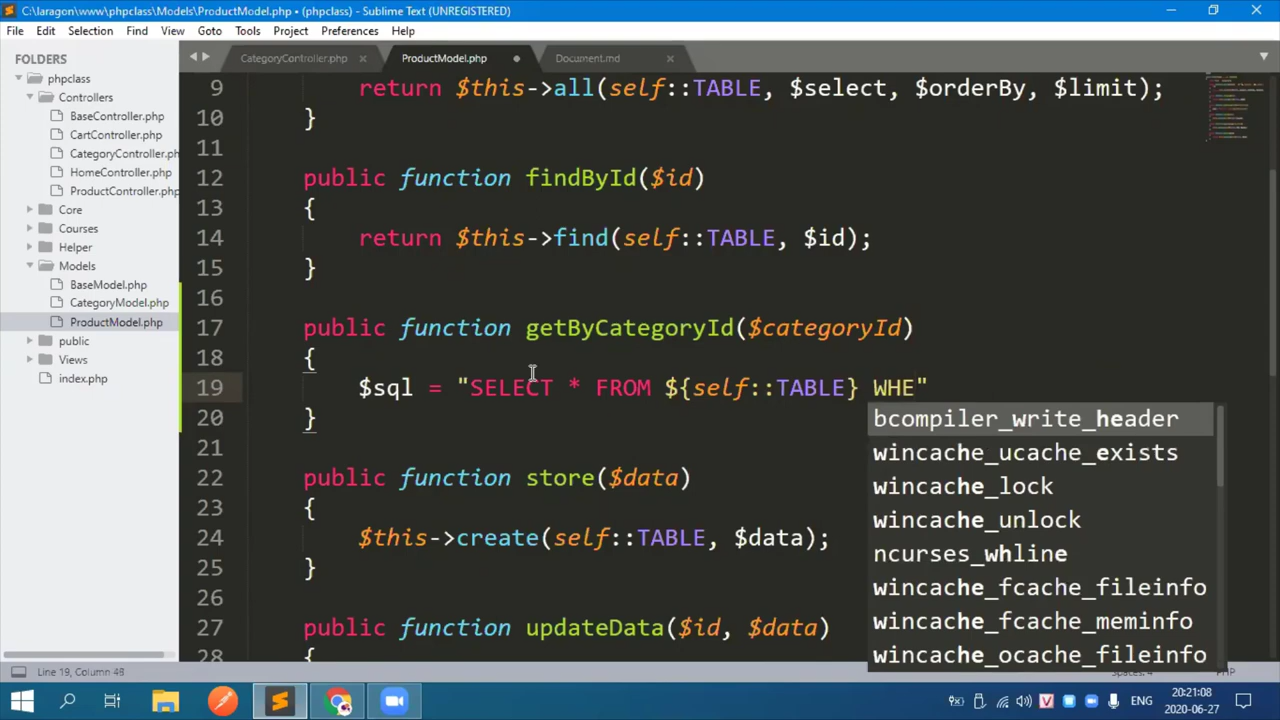 C:\laragon\www\phpclass\Models\ProductModel.php • (phpclass) - Sublime Text (UNREGISTERED)
File Edit Selection Find View Goto Tools Project Preferences Help
FOLDERS
phpclass
Controllers
BaseController.php
CartController.php
CategoryController.ph
HomeController.php
ProductController.php
Core
Courses
Helper
Models
BaseModel.php
CategoryModel.php
ProductModel.php
public
Views
index.php
CategoryController.php ProductModel.php Document.md
9 return $this->all(self::TABLE, $select, $orderBy, $limit);
10 }
11
12 public function findById($id)
13 {
14 return $this->find(self::TABLE, $id);
15 }
16
17 public function getByCategoryId($categoryId)
18 {
19 $sql = "SELECT * FROM ${self::TABLE} WHE"
20 }
21
22 public function store($data)
23 {
24 $this->create(self::TABLE, $data);
25 }
26
27 public function updateData($id, $data)
28 {
bcompiler_write_header
wincache_ucache_exists
wincache_lock
wincache_unlock
ncurses_whline
wincache_fcache_fileinfo
wincache_fcache_meminfo
wincache_ocache_fileinfo
Line 19, Column 48
Spaces: 4 PHP
ENG
20:21:08
2020-06-27